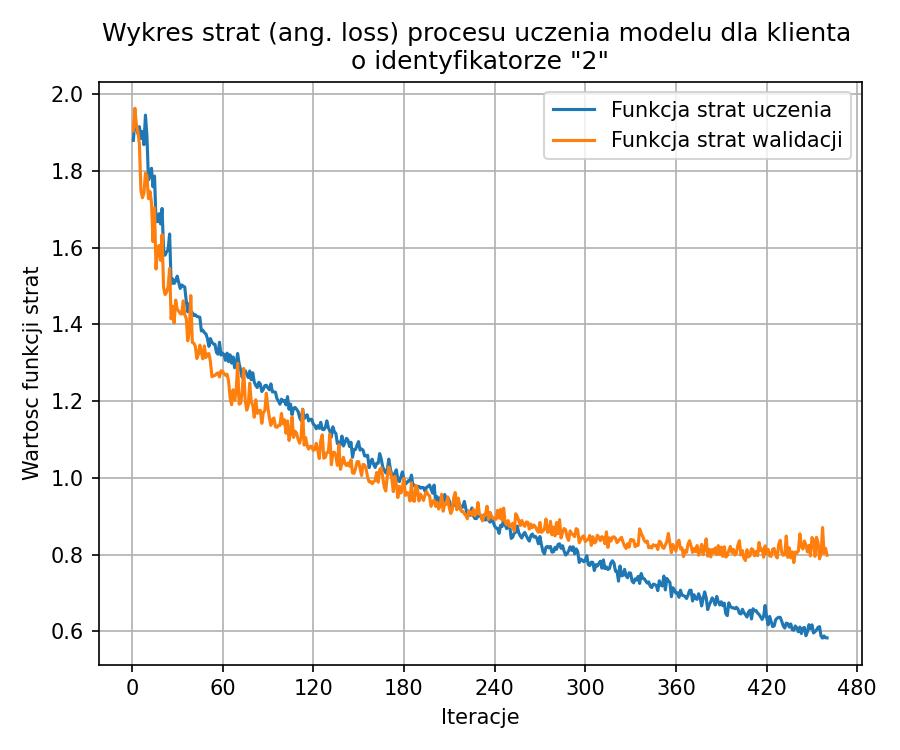 Wykres strat (ang. loss) procesu uczenia modelu dla klienta
o identyfikatorze "2"
Funkcja strat uczenia
Funkcja strat walidacji
Wartosc funkcji strat
2.0
1.8
1.6
1.4
1.2
1.0
0.8
0.6
0 60 120 180 240 300 360 420 480
Iteracje